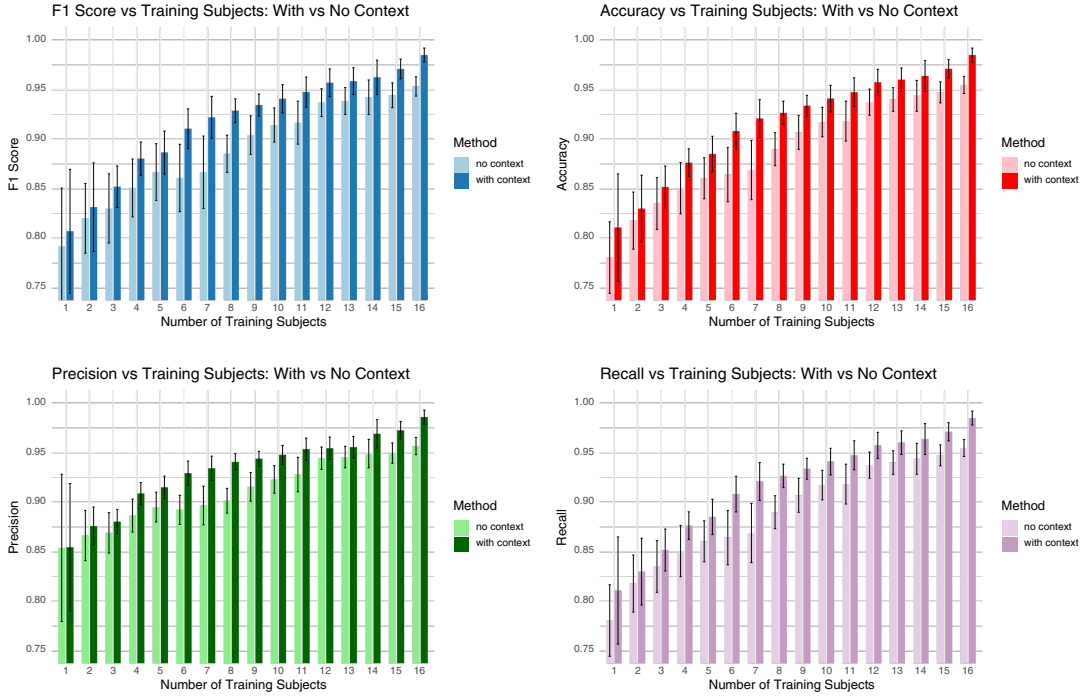 F1 Score vs Training Subjects: With vs No Context
1.00
0.95
0.90
0.85
0.80
0.75
F1 Score
1 2 3 4 5 6 7 8 9 10 11 12 13 14 15 16
Number of Training Subjects
Method
no context
with context
Accuracy vs Training Subjects: With vs No Context
1.00
0.95
0.90
0.85
0.80
0.75
Accuracy
1 2 3 4 5 6 7 8 9 10 11 12 13 14 15 16
Number of Training Subjects
Method
no context
with context
Precision vs Training Subjects: With vs No Context
1.00
0.95
0.90
0.85
0.80
0.75
Precision
1 2 3 4 5 6 7 8 9 10 11 12 13 14 15 16
Number of Training Subjects
Method
no context
with context
Recall vs Training Subjects: With vs No Context
1.00
0.95
0.90
0.85
0.80
0.75
Recall
1 2 3 4 5 6 7 8 9 10 11 12 13 14 15 16
Number of Training Subjects
Method
no context
with context